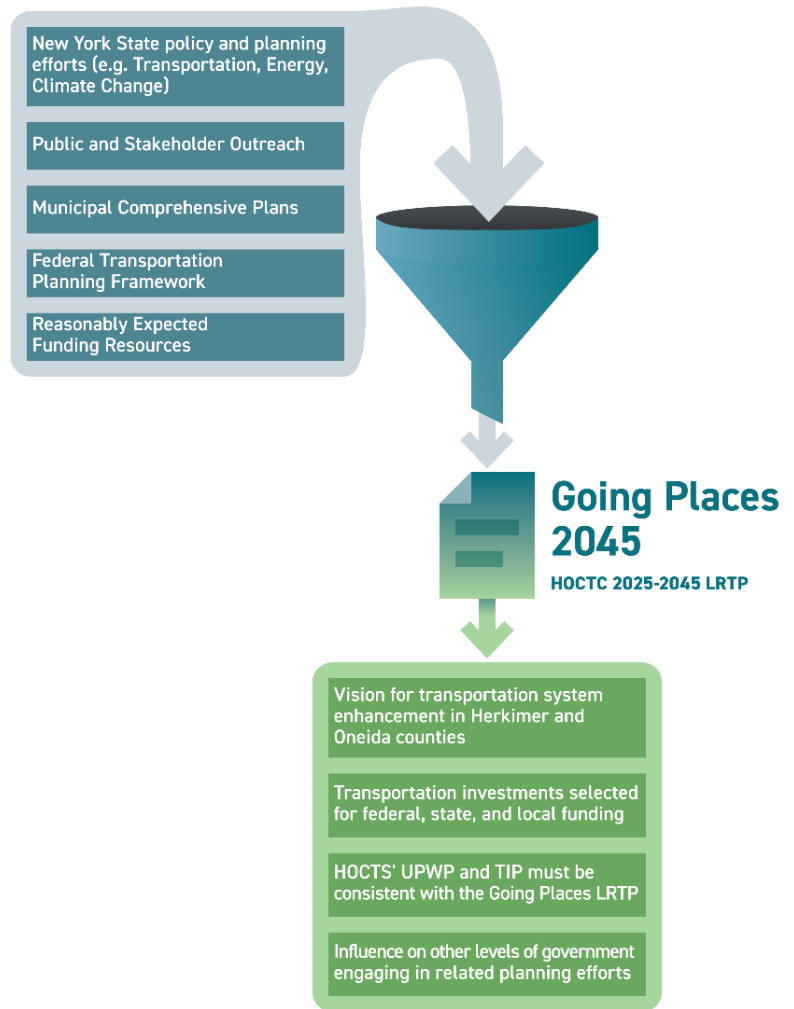 New York State policy and planning
efforts (e.g. Transportation, Energy,
Climate Change)
Public and Stakeholder Outreach
Municipal Comprehensive Plans
Federal Transportation
Planning Framework
Reasonably Expected
Funding Resources
Going Places
2045
HOCTC 2025-2045 LRTP
Vision for transportation system
enhancement in Herkimer and
Oneida counties
Transportation investments selected
for federal, state, and local funding
HOCTS' UPWP and TIP must be
consistent with the Going Places LRTP
Influence on other levels of government
engaging in related planning efforts